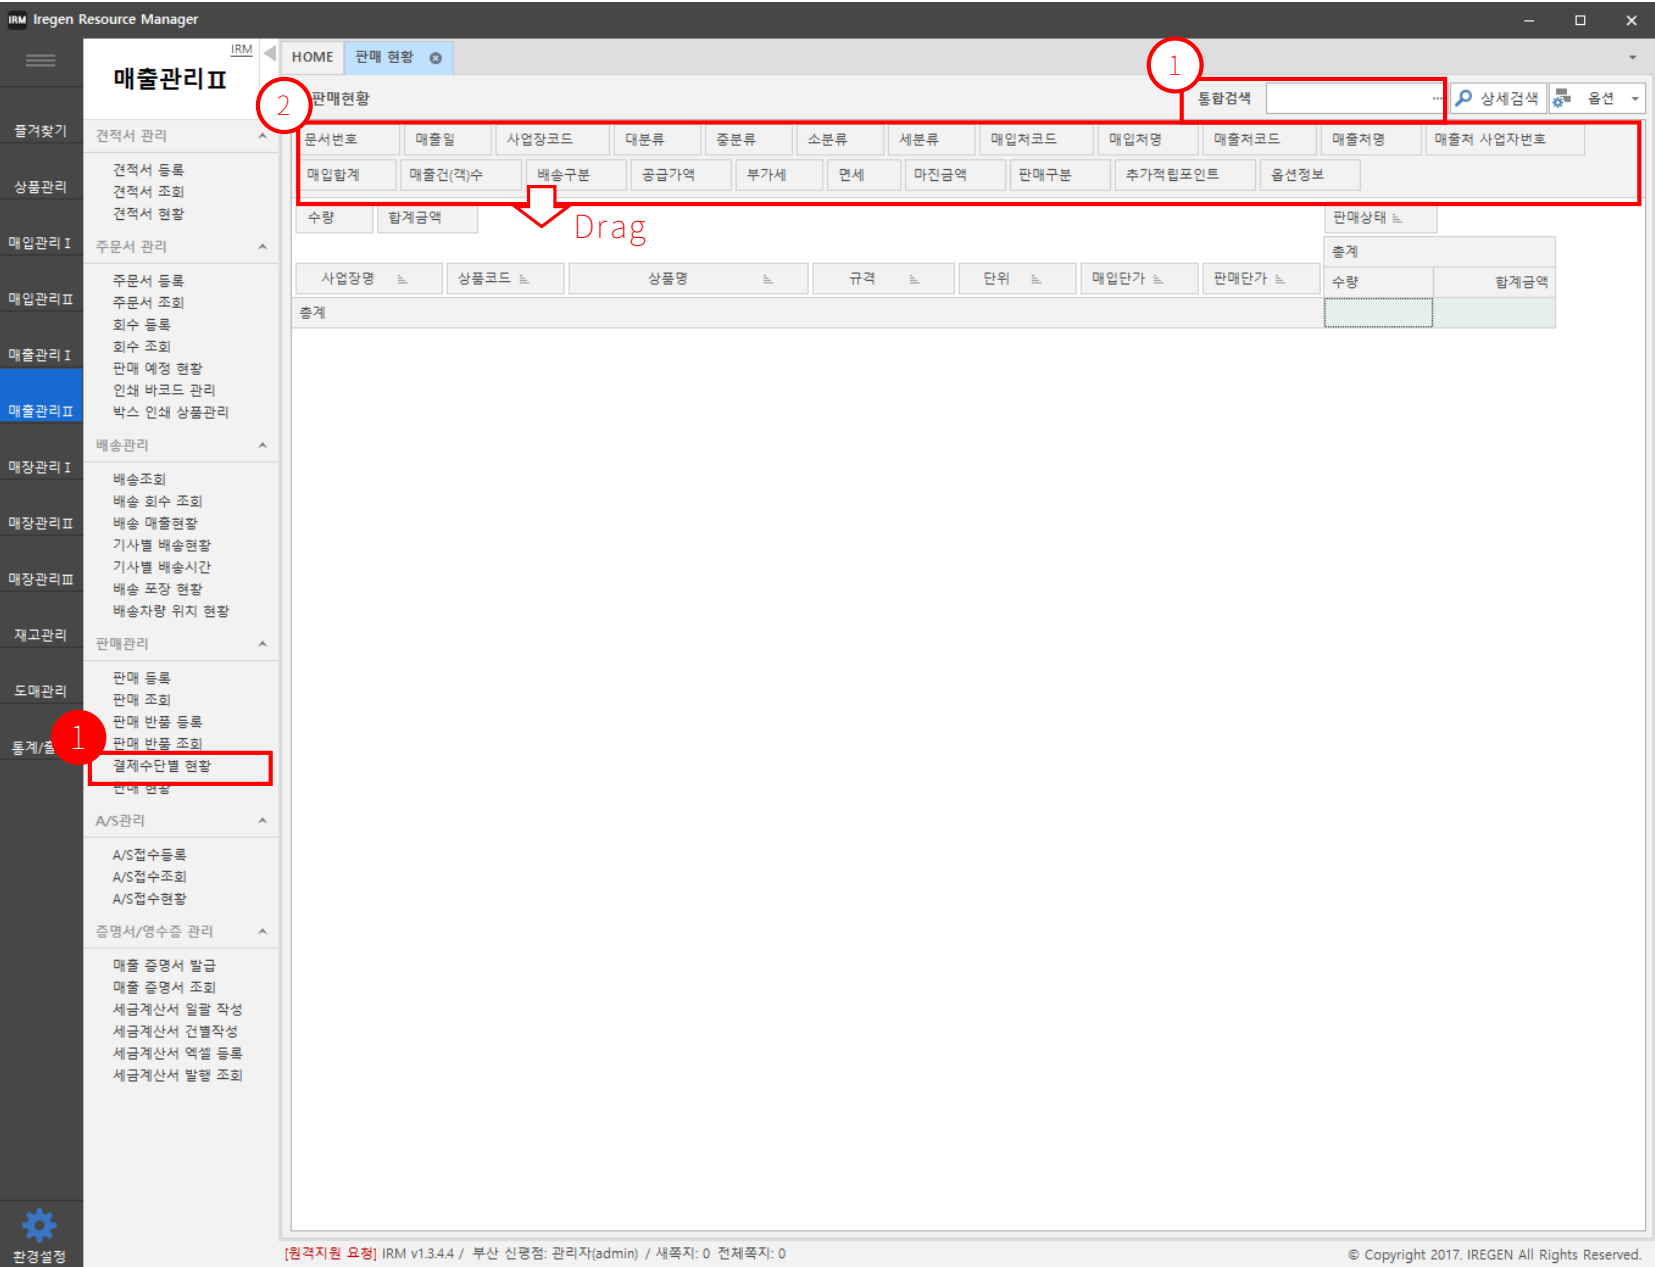 IRM Iregen Resource Manager
IRM
매출관리Ⅱ
즐겨찾기
상품관리
매입관리Ⅰ
매입관리Ⅱ
매출관리Ⅰ
매출관리Ⅱ
매장관리Ⅰ
매장관리Ⅱ
매장관리Ⅲ
재고관리
도매관리
통계/출
환경설정
견적서 관리
견적서 등록
견적서 조회
견적서 현황
주문서 관리
주문서 등록
주문서 조회
회수 등록
회수 조회
판매 예정 현황
인쇄 바코드 관리
박스 인쇄 상품관리
배송관리
배송조회
배송 회수 조회
배송 매출현황
기사별 배송현황
기사별 배송시간
배송 포장 현황
배송차량 위치 현황
판매관리
판매 등록
판매 조회
판매 반품 등록
판매 반품 조회
1
결제수단별 현황
판매 현황
A/S관리
A/S접수등록
A/S접수조회
A/S접수현황
증명서/영수증 관리
매출 증명서 발급
매출 증명서 조회
세금계산서 일괄 작성
세금계산서 건별작성
세금계산서 엑셀 등록
세금계산서 발행 조회
HOME 판매 현황
1
2 판매현황 통합검색 ... 상세검색 옵션
문서번호 매출일 사업장코드 대분류 중분류 소분류 세분류 매입처코드 매입처명 매출처코드 매출처명 매출처 사업자번호
매입합계 매출건(객)수 배송구분 공급가액 부가세 면세 마진금액 판매구분 추가적립포인트 옵션정보
수량 합계금액 Drag 판매상태
총계
사업장명 상품코드 상품명 규격 단위 매입단가 판매단가 수량 합계금액
총계
[원격지원 요청] IRM v1.3.4.4 / 부산 신평점: 관리자(admin) / 새쪽지: 0 전체쪽지: 0
© Copyright 2017. IREGEN All Rights Reserved.